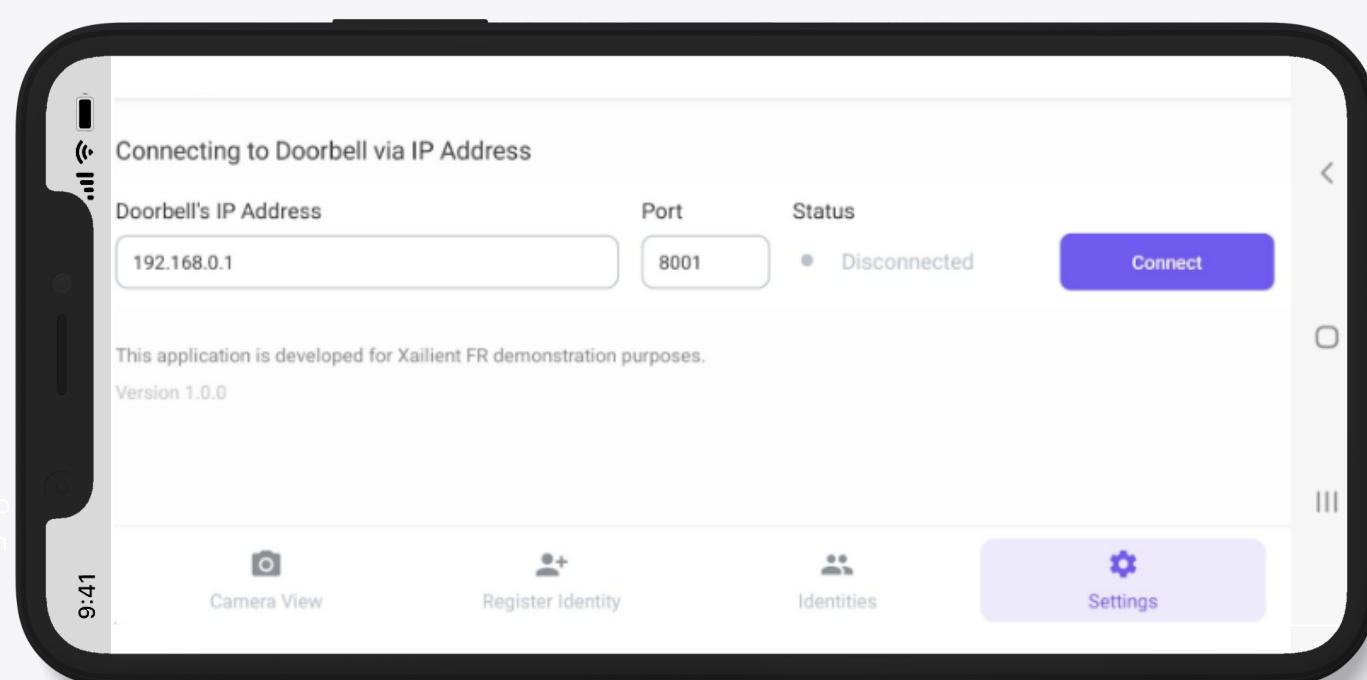 9:41
Connecting to Doorbell via IP Address
Doorbell's IP Address Port Status
192.168.0.1 8001 Disconnected Connect
This application is developed for Xailient FR demonstration purposes.
Version 1.0.0
Camera View Register Identity Identities Settings